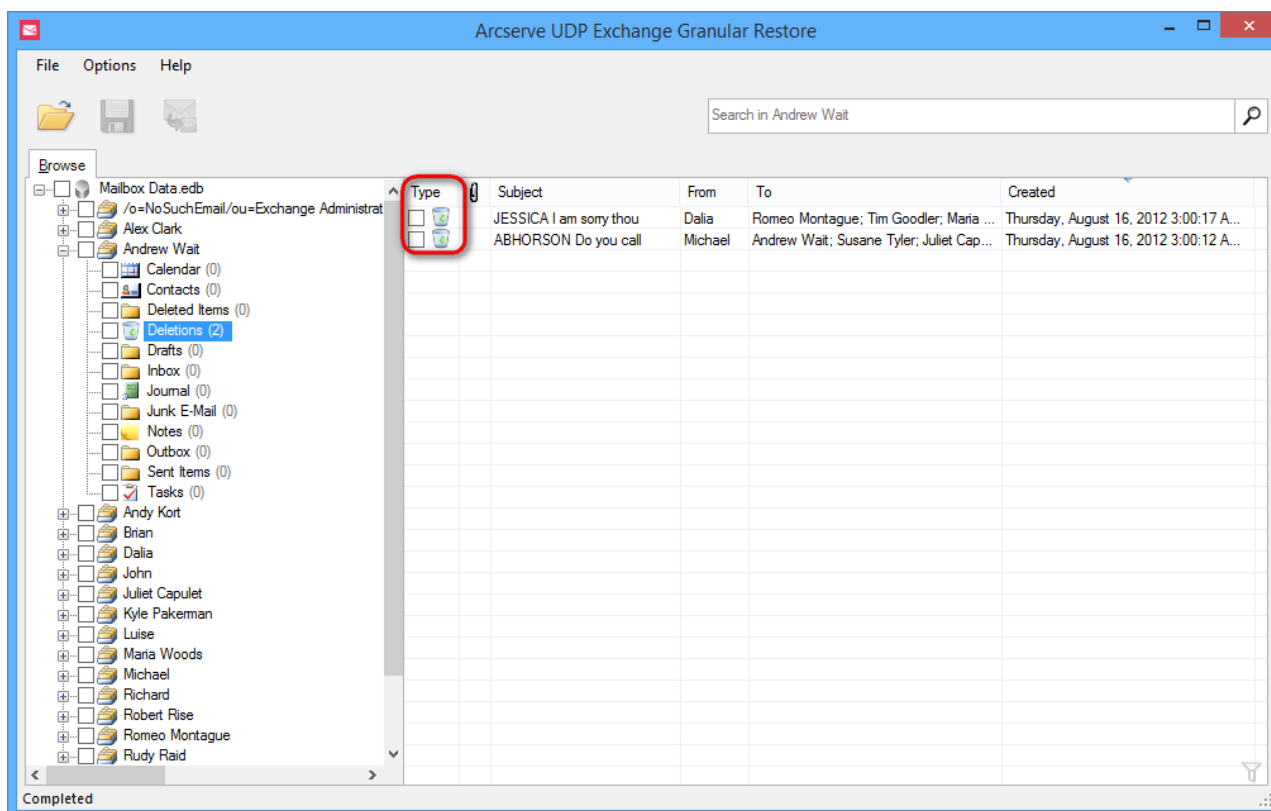 Arcserve UDP Exchange Granular Restore
File Options Help
Search in Andrew Wait
Browse
Mailbox Data.edb
/o=NoSuchEmail/ou=Exchange Administrat
Alex Clark
Andrew Wait
Calendar (0)
Contacts (0)
Deleted Items (0)
Deletions (2)
Drafts (0)
Inbox (0)
Journal (0)
Junk E-Mail (0)
Notes (0)
Outbox (0)
Sent Items (0)
Tasks (0)
Andy Kort
Brian
Dalia
John
Juliet Capulet
Kyle Pakerman
Luise
Maria Woods
Michael
Richard
Robert Rise
Romeo Montague
Rudy Raid
Type Subject From To Created
JESSICA I am sorry thou Dalia Romeo Montague; Tim Goodler; Maria ... Thursday, August 16, 2012 3:00:17 A...
ABHORSON Do you call Michael Andrew Wait; Susane Tyler; Juliet Cap... Thursday, August 16, 2012 3:00:12 A...
Completed